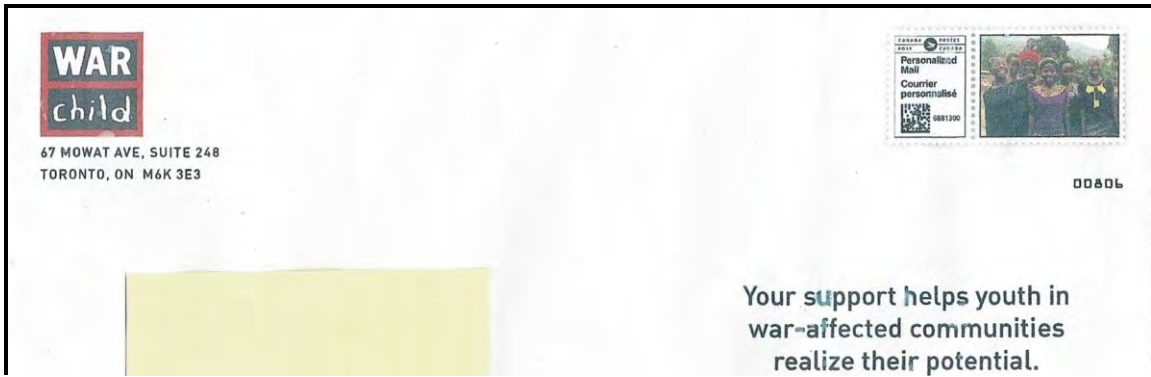 WAR
child
67 MOWAT AVE, SUITE 248
TORONTO, ON M6K 3E3
CANADA POSTES
POST CANADA
Personalized
Mail
Courrier
personnalisé
0881300
00806
Your support helps youth in
war-affected communities
realize their potential.